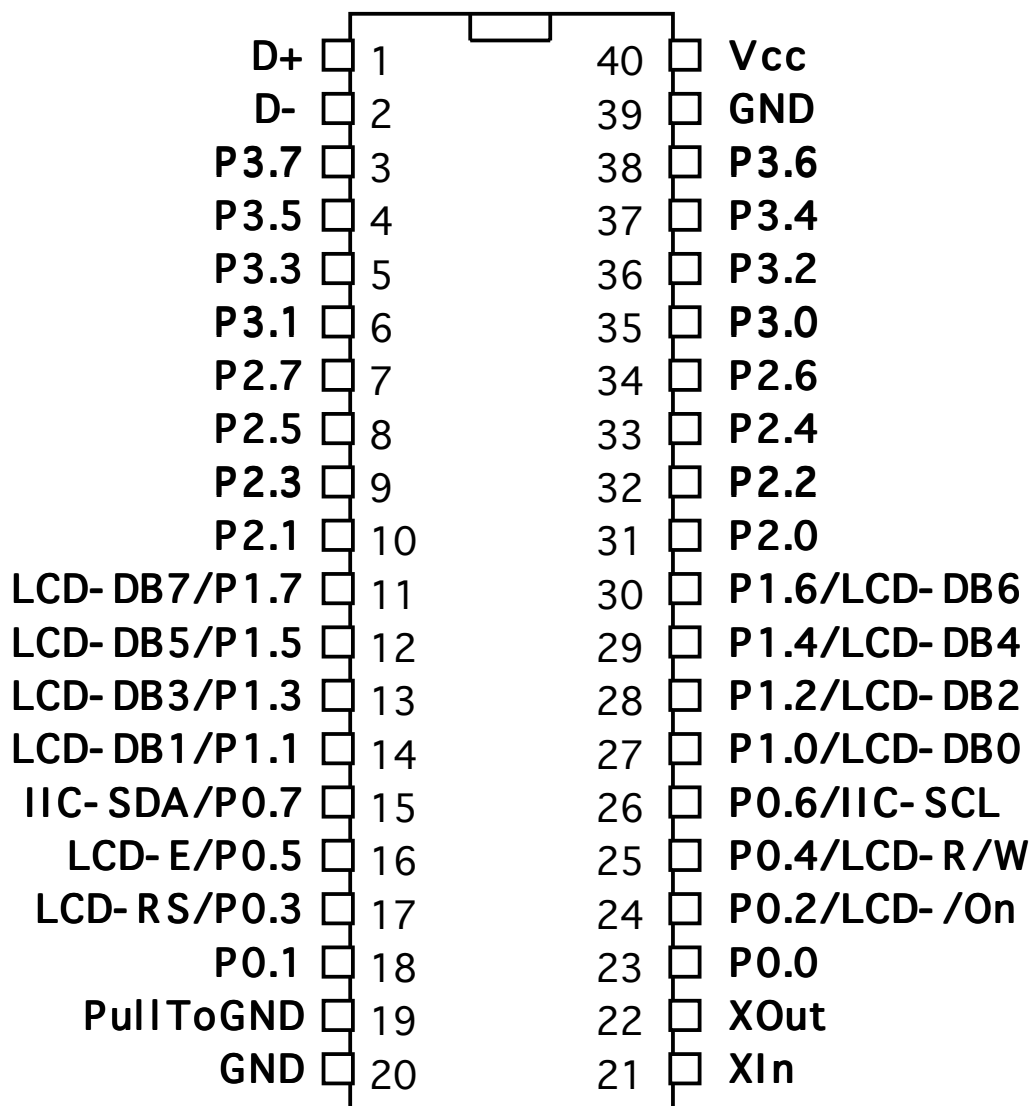 D+ 1 40 Vcc
D- 2 39 GND
P3.7 3 38 P3.6
P3.5 4 37 P3.4
P3.3 5 36 P3.2
P3.1 6 35 P3.0
P2.7 7 34 P2.6
P2.5 8 33 P2.4
P2.3 9 32 P2.2
P2.1 10 31 P2.0
LCD-DB7/P1.7 11 30 P1.6/LCD-DB6
LCD-DB5/P1.5 12 29 P1.4/LCD-DB4
LCD-DB3/P1.3 13 28 P1.2/LCD-DB2
LCD-DB1/P1.1 14 27 P1.0/LCD-DB0
IIC-SDA/P0.7 15 26 P0.6/IIC-SCL
LCD-E/P0.5 16 25 P0.4/LCD-R/W
LCD-RS/P0.3 17 24 P0.2/LCD-/On
P0.1 18 23 P0.0
PullToGND 19 22 XOut
GND 20 21 XIn